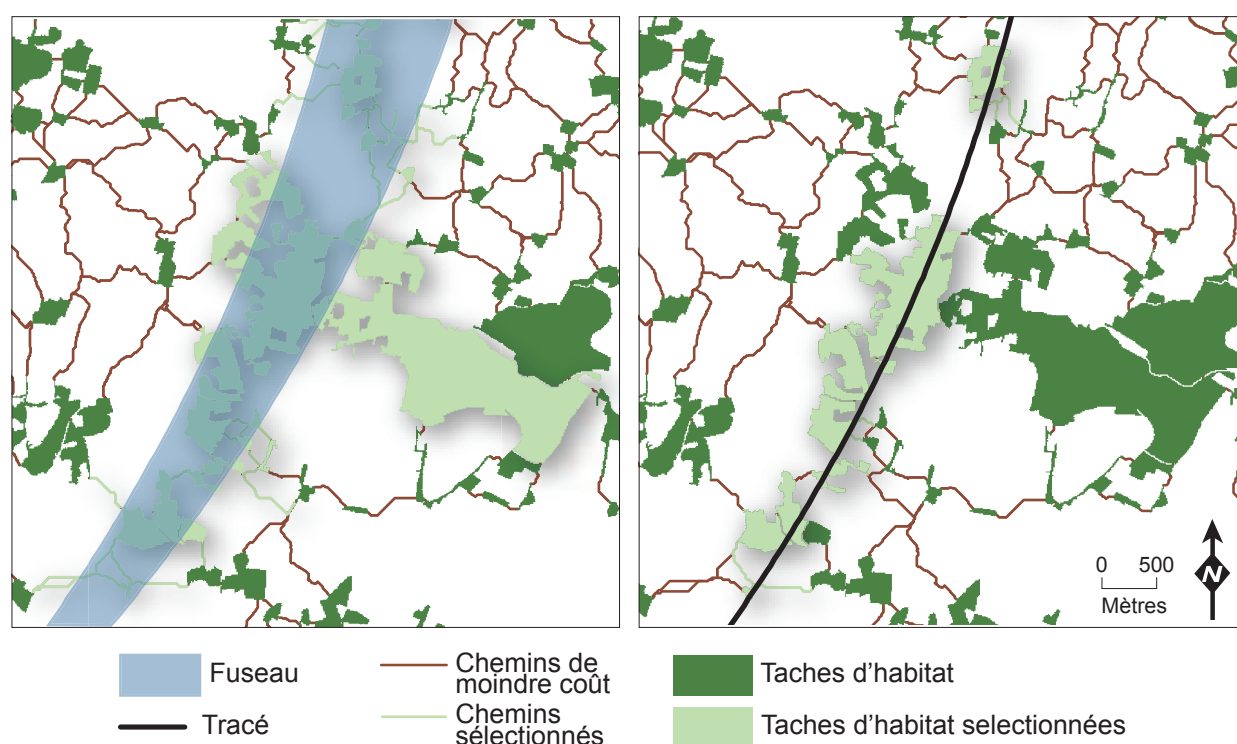 0 500
Mètres
N
Fuseau
Tracé
Chemins de
moindre coût
Chemins
sélectionnés
Taches d'habitat
Taches d'habitat selectionnées